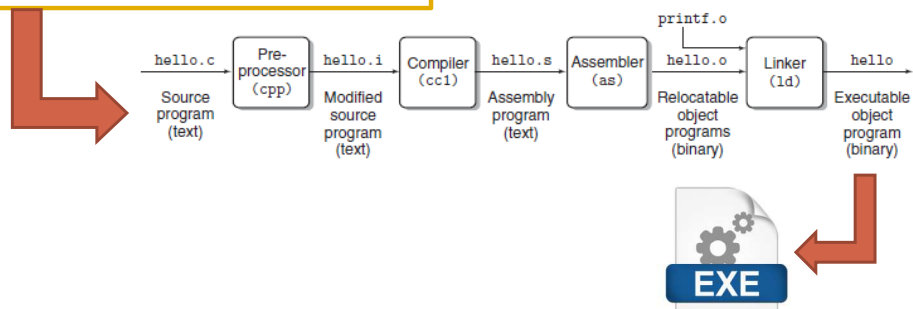 printf.o
hello.c
Pre-
processor
(cpp)
hello.i
Compiler
(cc1)
hello.s
Assembler
(as)
hello.o
Linker
(ld)
hello
Source
program
(text)
Modified
source
program
(text)
Assembly
program
(text)
Relocatable
object
programs
(binary)
Executable
object
program
(binary)
EXE